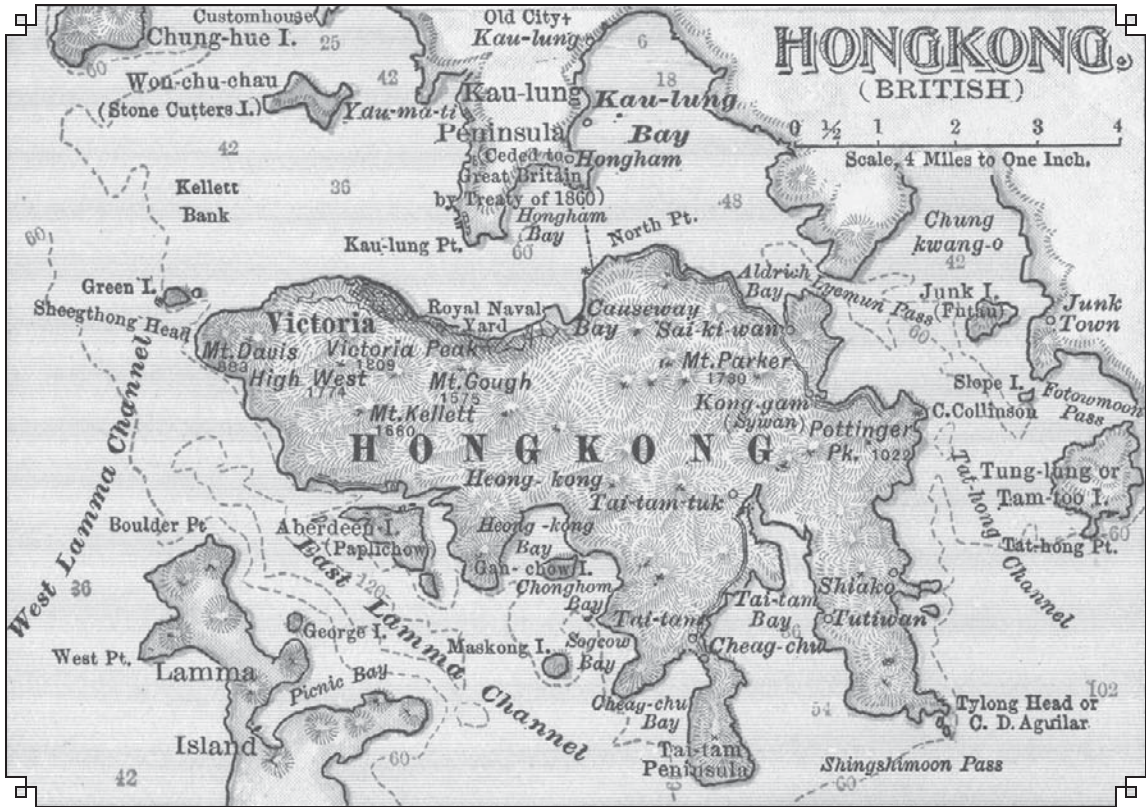 HONGKONG.
(BRITISH)
0 ½ 1 2 3 4
Scale, 4 Miles to One Inch.
Customhouse
Chung-hue I.
25
60
Old City+
Kau-lung
6
Won-chu-chau
(Stone Cutters I.)
42
Yau-ma-ti
Kau-lung
Peninsula
(Ceded to
Great Britain
by Treaty of 1860)
18
Kau-lung
Bay
Hongham
42
36
Kellett
Bank
48
Hongham
Bay
60
Kau-lung Pt.
North Pt.
60
Chung
kwang-o
42
Aldrich
Bay
Lyemun Pass
60
Junk I.
(Futau)
Junk
Town
Green I.
Sheegthong Head
Victoria
Royal Naval
Yard
Causeway
Bay
Sai-ki-wan
Mt. Davis
883
Victoria Peak
1809
High West
1774
Mt. Gough
1575
Mt. Kellett
1660
Mt. Parker
1730
Kong-gam
(Sywan)
Slope I.
Fotowmoon
Pass
C. Collinson
Pottinger
Pk. 1022
HONGKONG
West Lamma Channel
Heong-kong
Tai-tam-tuk
Tung-lung or
Tam-too I.
60
Tat-hong Pt.
Tat-hong Channel
Boulder Pt
Aberdeen I.
(Paplichow)
Heong-kong
Bay
Gan-chow I.
Chonghom
Bay
East Lamma Channel
120
36
Shiako
Tutiwan
Tai-tam
Bay
36
Tai-tam
Cheag-chu
George I.
West Pt.
Lamma
Island
Picnic Bay
Maskong I.
Sogcow
Bay
Cheag-chu
Bay
Tai-tam
Peninsula
54
102
Tylong Head or
C. D. Aguilar
42
60
Shingshimoon Pass
60